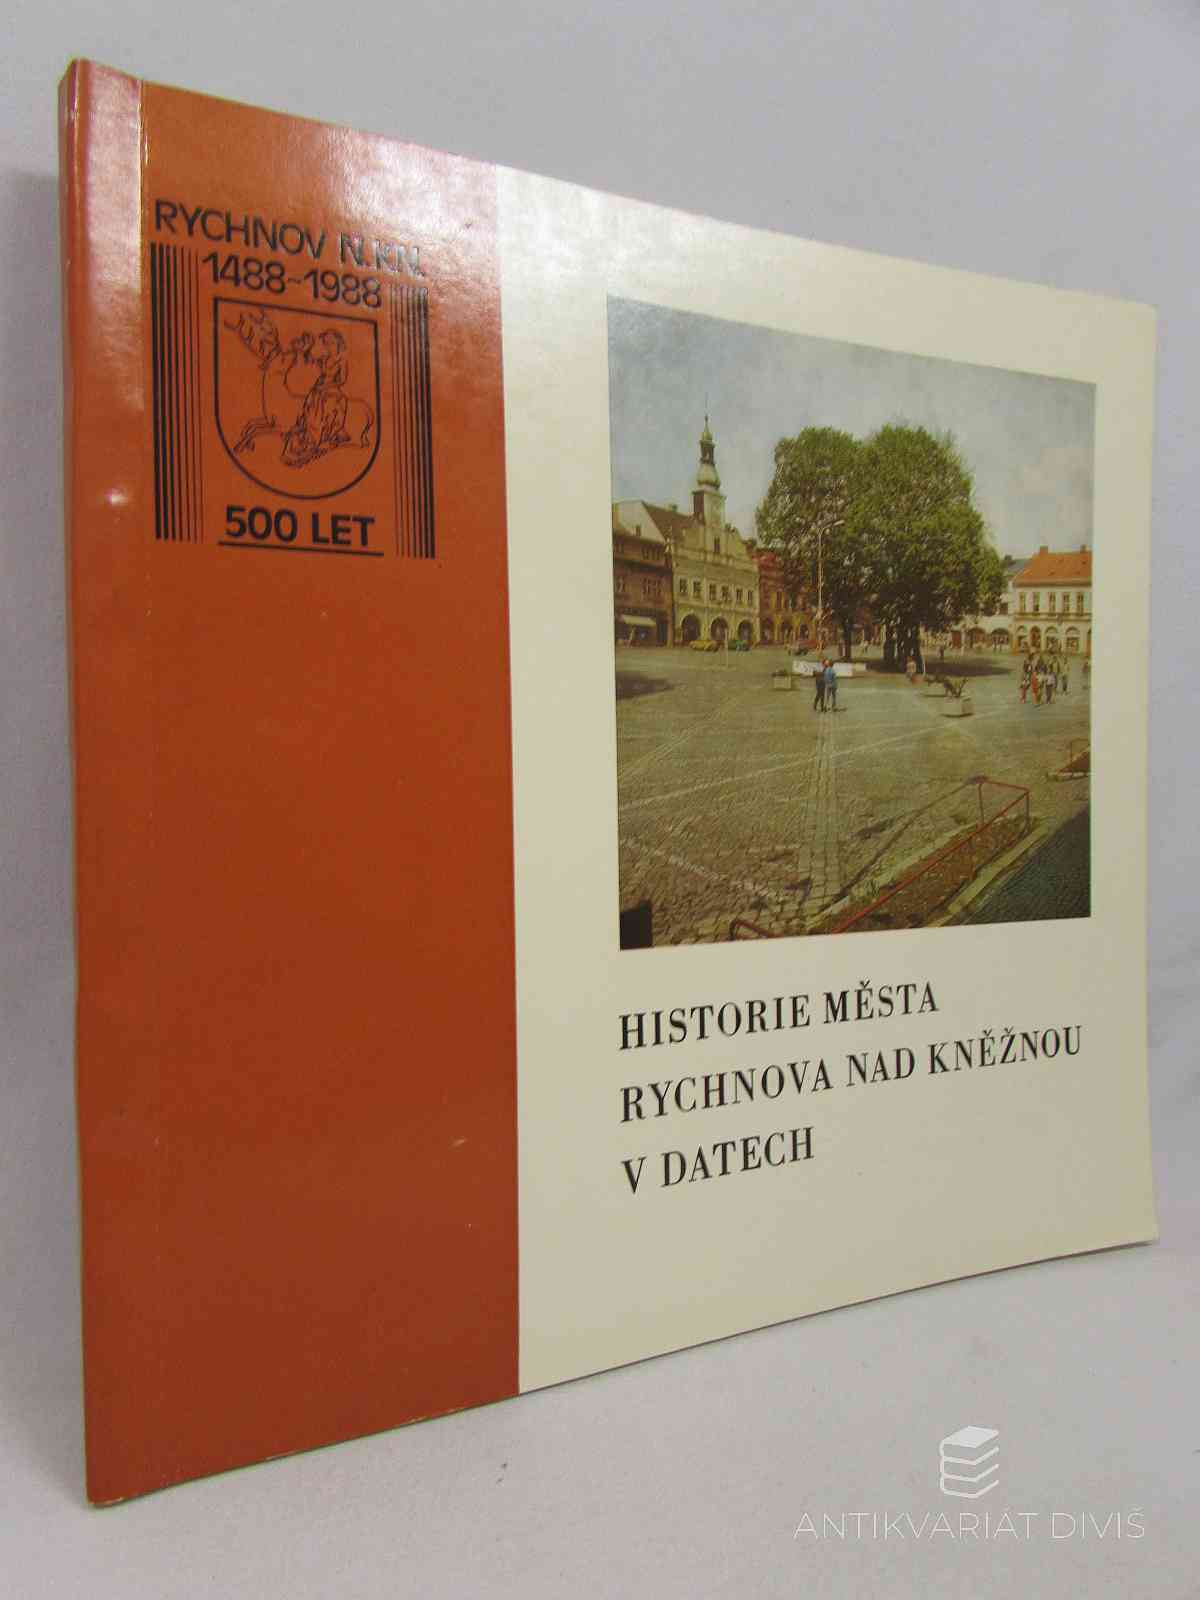 RYCHNOV N.KN.
1488-1988
500 LET
HISTORIE MĚSTA
RYCHNOVA NAD KNĚŽNOU
V DATECH
ANTIKVARIÁT DIVIŠ